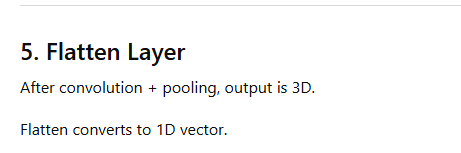 5. Flatten Layer
After convolution + pooling, output is 3D.
Flatten converts to 1D vector.